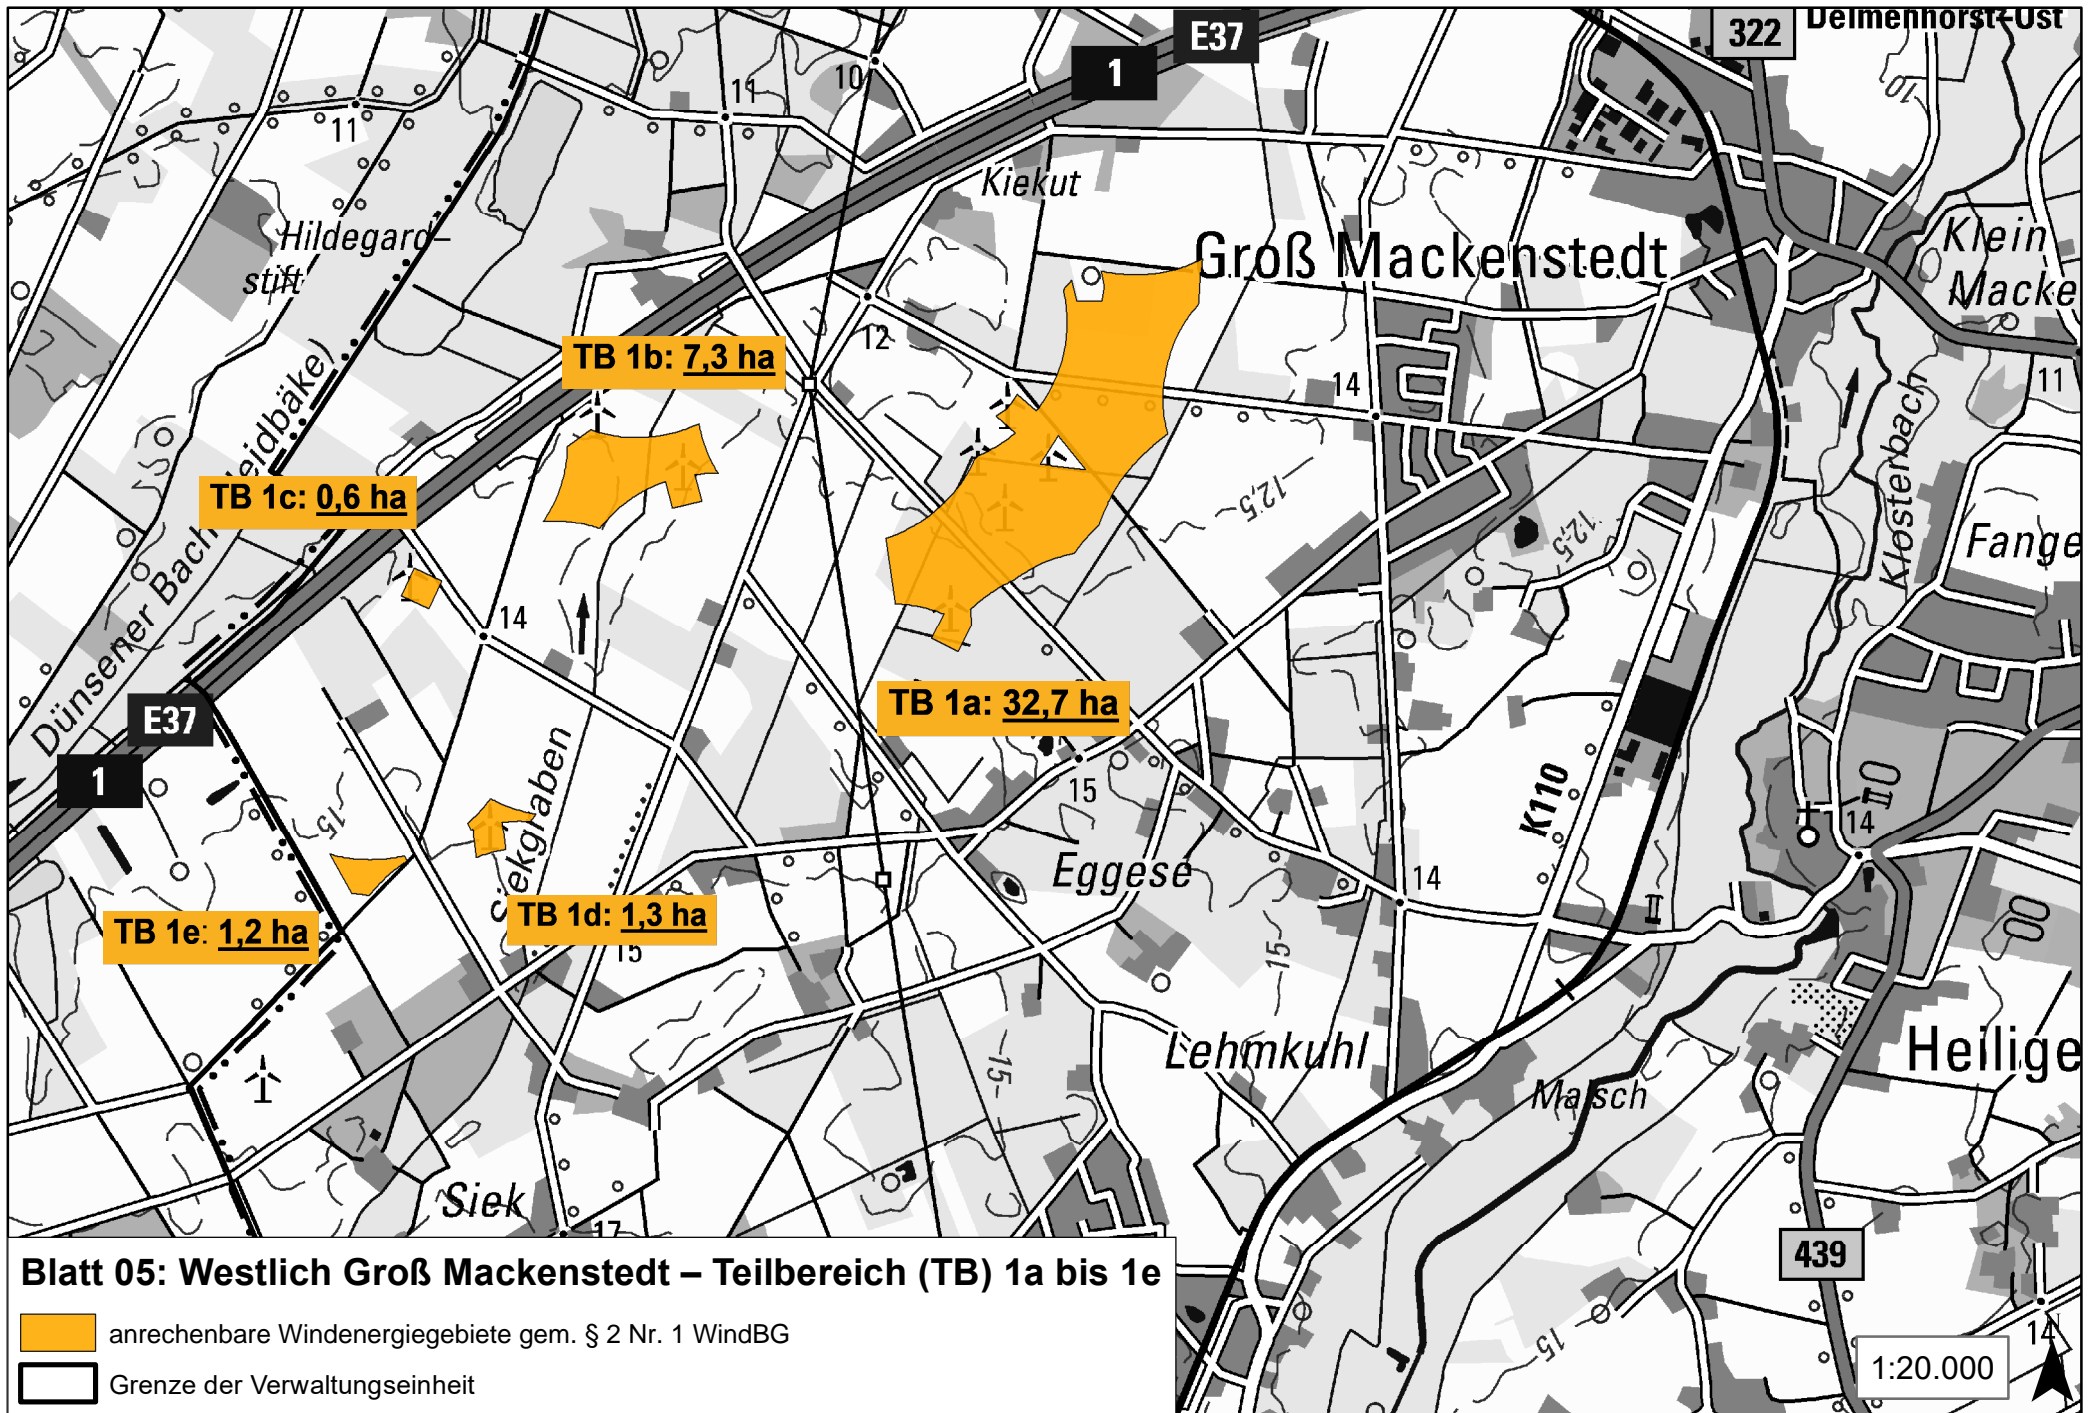 322
Delmenhorst-Ost
E37
1
10
11
11
10
Kiekut
Hildegard-
stift
Groß Mackenstedt
Klein
Macke
12
TB 1b: 7,3 ha
14
11
TB 1c: 0,6 ha
12,5
12,5
Klosterbach
Fange
Dünsener Bach
eidbäke)
14
E37
TB 1a: 32,7 ha
1
15
15
K110
14
Siekgraben
Eggese
14
TB 1e: 1,2 ha
TB 1d: 1,3 ha
15
15
15
Lehmkuhl
Heilige
Malsch
Siek
17
439
15
14
Blatt 05: Westlich Groß Mackenstedt – Teilbereich (TB) 1a bis 1e
anrechenbare Windenergiegebiete gem. § 2 Nr. 1 WindBG
Grenze der Verwaltungseinheit
1:20.000
N